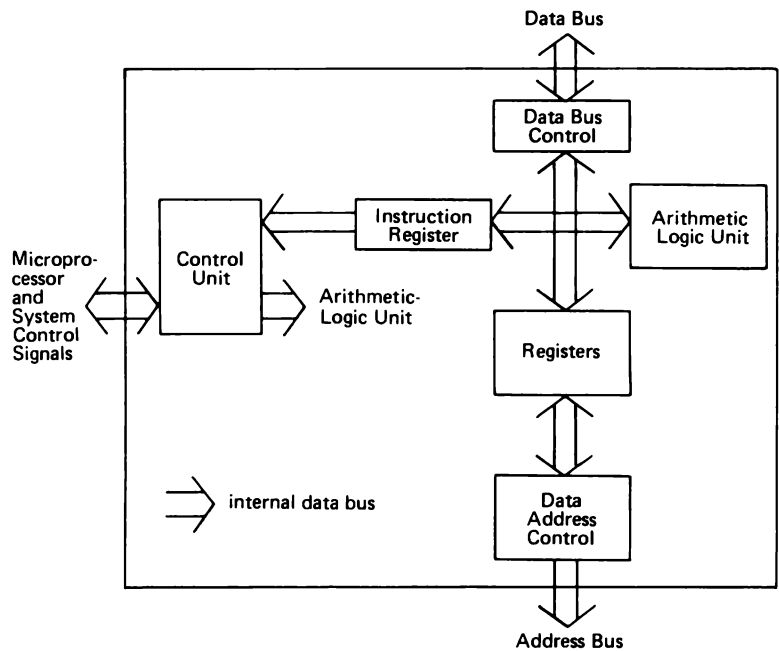 Data Bus
Data Bus
Control
Instruction
Register
Arithmetic
Logic Unit
Control
Unit
Micropro-
cessor
and
System
Control
Signals
Arithmetic-
Logic Unit
Registers
internal data bus
Data
Address
Control
Address Bus